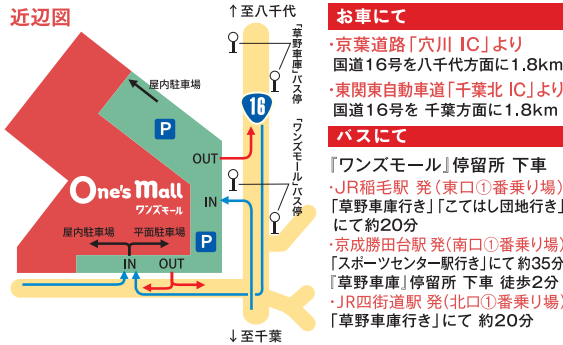 近辺図
↑至八千代
「草野車庫」バス停
屋内駐車場
P
16
OUT
One's mall
ワンズモール
IN
「ワンズモール」バス停
屋内駐車場 平面駐車場
P
IN OUT
↓至千葉
お車にて
・京葉道路「穴川 IC」より
国道16号を八千代方面に1.8km
・東関東自動車道「千葉北 IC」より
国道16号を 千葉方面に1.8km
バスにて
『ワンズモール』停留所 下車
・JR稲毛駅 発(東口①番乗り場)
「草野車庫行き」「こてはし団地行き」
にて約20分
・京成勝田台駅 発(南口①番乗り場)
「スポーツセンター駅行き」にて 約35分
『草野車庫』停留所 下車 徒歩2分
・JR四街道駅 発(北口①番乗り場)
「草野車庫行き」にて 約20分